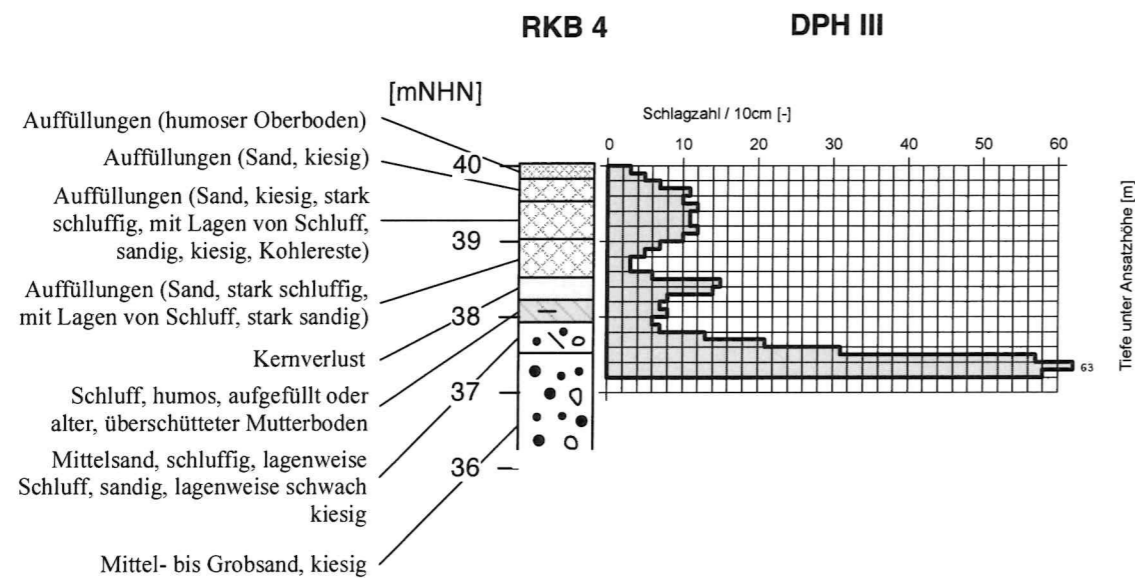 RKB 4
DPH III
[mNHN]
Schlagzahl / 10cm [-]
0 10 20 30 40 50 60
Auffüllungen (humoser Oberboden)
Auffüllungen (Sand, kiesig)
Auffüllungen (Sand, kiesig, stark
schluffig, mit Lagen von Schluff,
sandig, kiesig, Kohlereste)
Auffüllungen (Sand, stark schluffig,
mit Lagen von Schluff, stark sandig)
Kernverlust
Schluff, humos, aufgefüllt oder
alter, überschütteter Mutterboden
Mittelsand, schluffig, lagenweise
Schluff, sandig, lagenweise schwach
kiesig
Mittel- bis Grobsand, kiesig
40
39
38
37
36
63
Tiefe unter Ansatzhöhe [m]